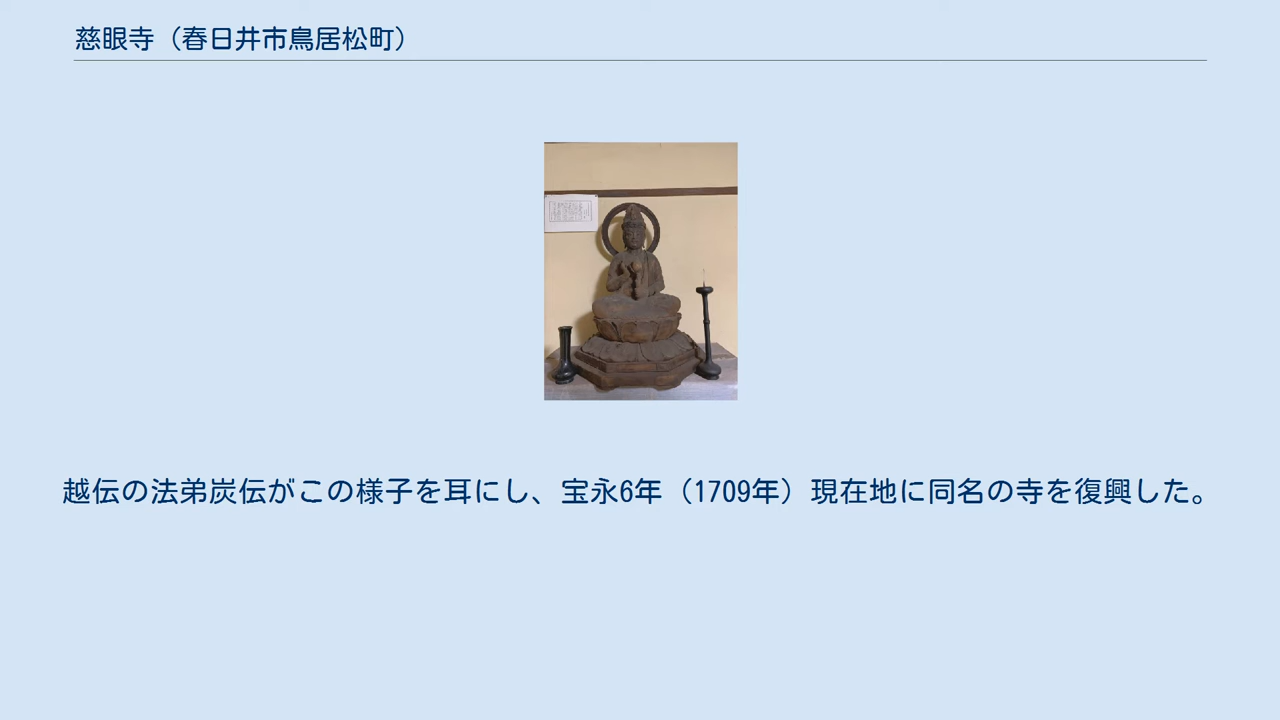 慈眼寺（春日井市鳥居松町）
越伝の法弟炭伝がこの様子を耳にし、宝永6年（1709年）現在地に同名の寺を復興した。